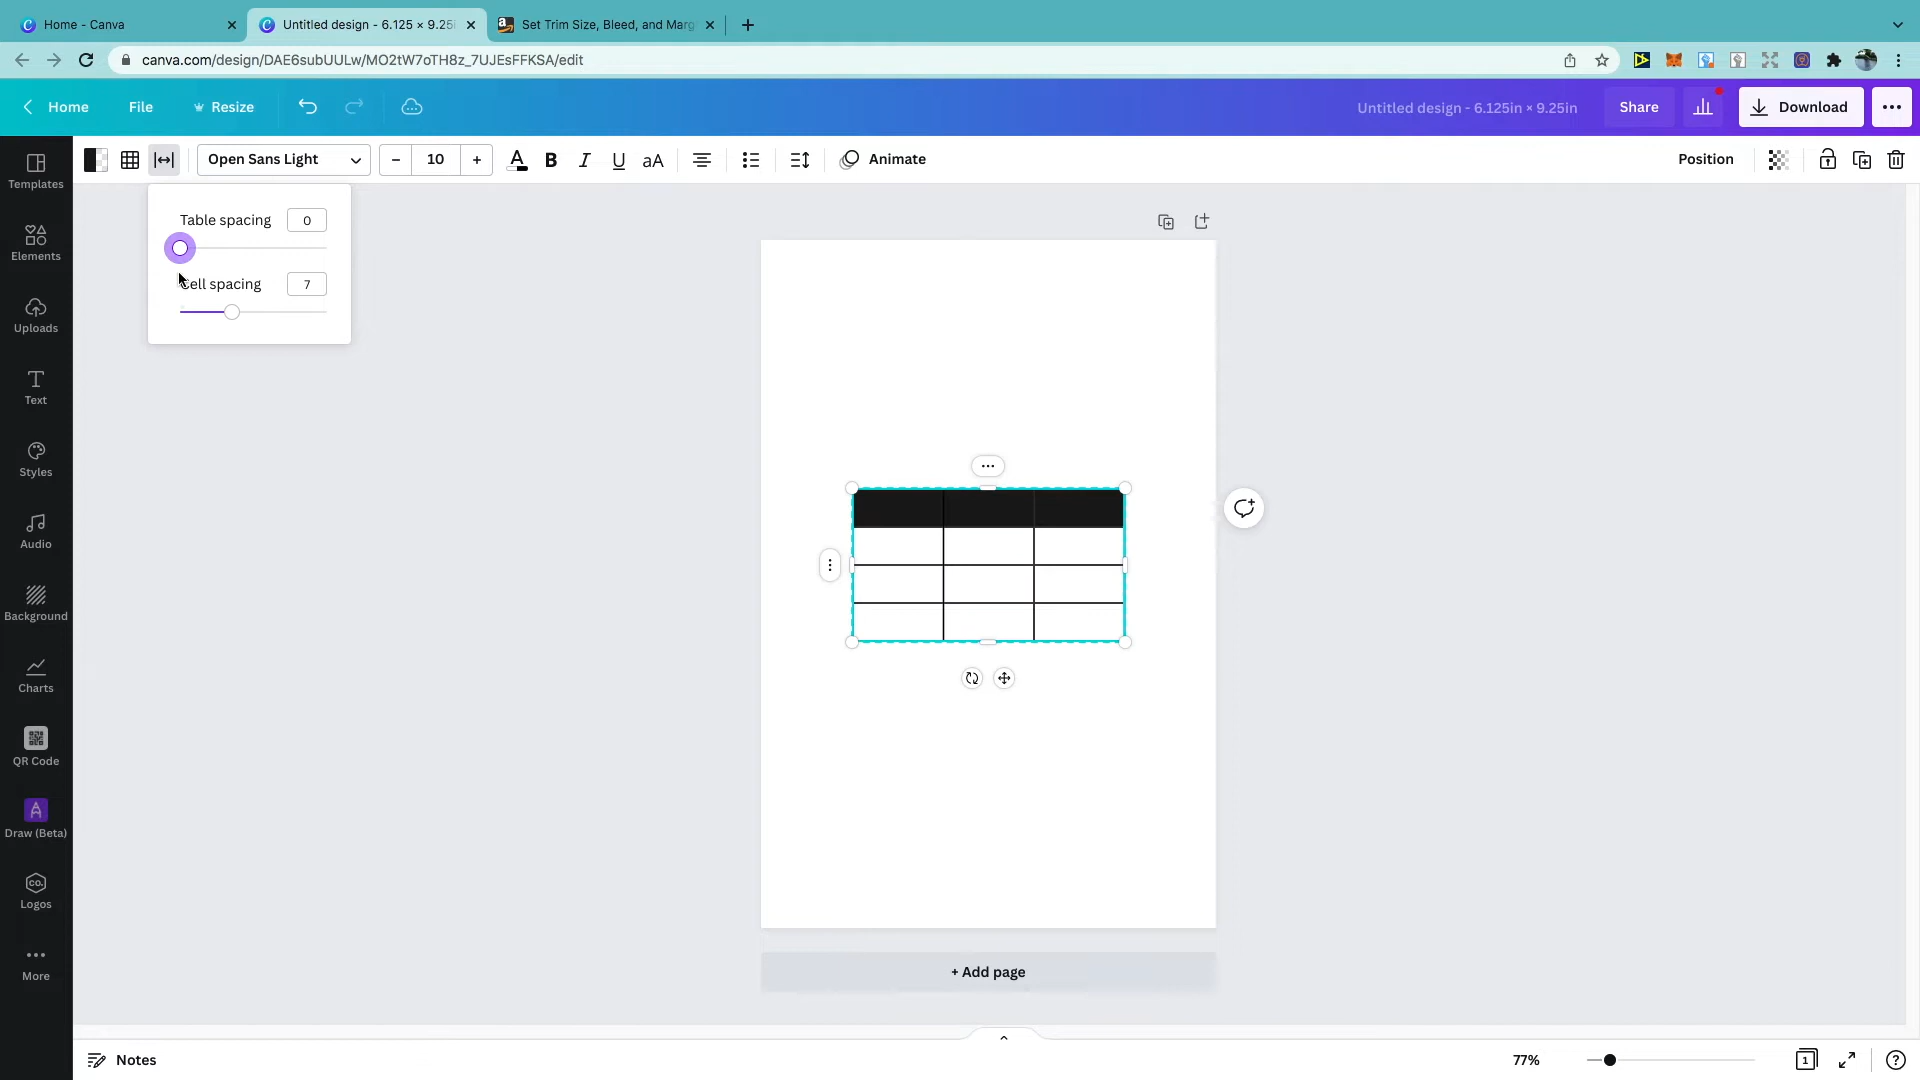 Home - Canva
Untitled design - 6.125 × 9.25
Set Trim Size, Bleed, and Marg
canva.com/design/DAE6subUULw/MO2tW7oTH8z_7UJEsFFKSA/edit
Home
File
Resize
Untitled design - 6.125in × 9.25in
Share
Download
Open Sans Light
– 10 +
A
B
I
U
aA
Animate
Position
Templates
Elements
Uploads
Text
Styles
Audio
Background
Charts
QR Code
Draw (Beta)
CO.
Logos
More
Table spacing 0
Cell spacing 7
+ Add page
Notes
77%
1
?